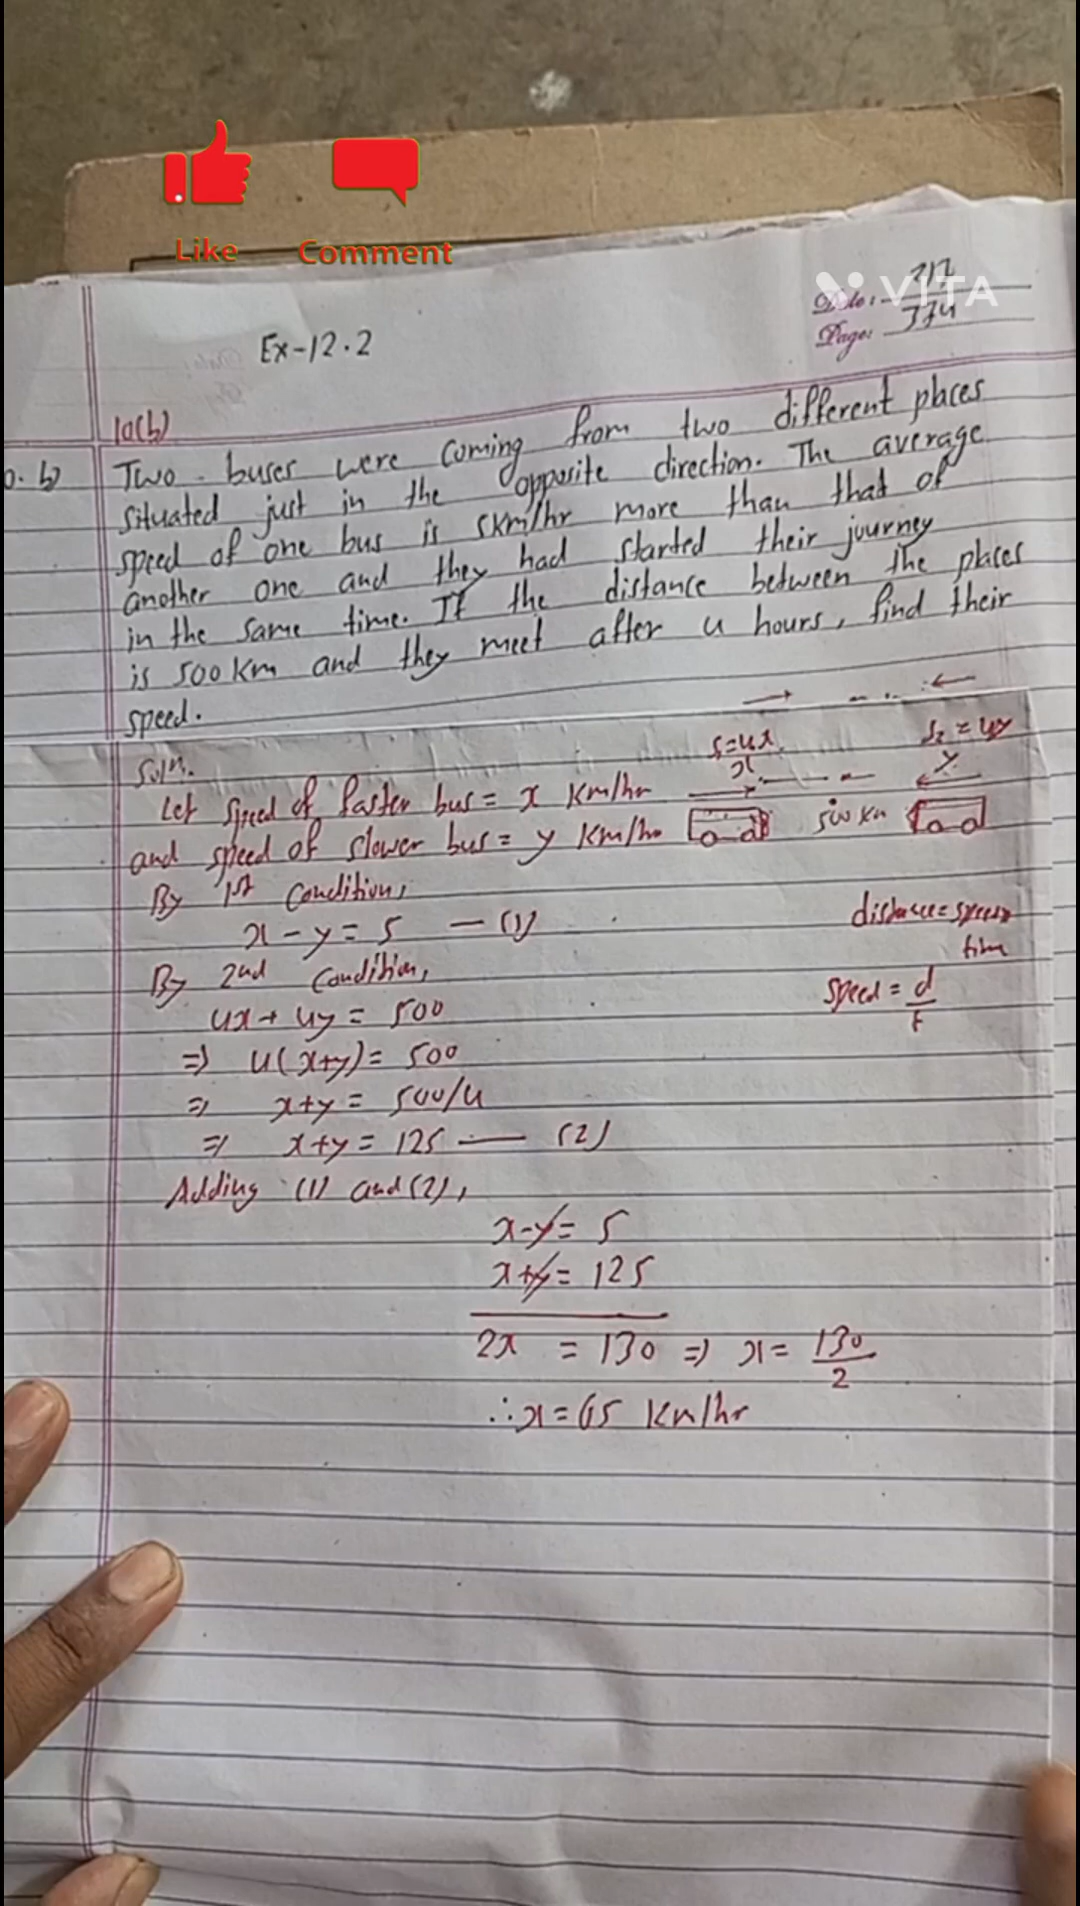 Like Comment
VITA
Date: 212
Page: 374
Ex-12.2
10(b)
0. b) Two buses were coming from two different places
situated just in the opposite direction. The average
speed of one bus is 5km/hr more than that of
another one and they had started their journey
in the same time. If the distance between the places
is 500 km and they meet after 4 hours, find their
speed.
Soln.
Let speed of faster bus = x km/hr
and speed of slower bus = y km/hr
s=4x
x
500 km
s₂ = 4y
y
By 1st Condition,
x - y = 5 — (1)
By 2nd Condition,
4x + 4y = 500
⇒ 4(x+y) = 500
⇒ x+y = 500/4
⇒ x+y = 125 — (2)
distance = speed×
time
speed = d/t
Adding (1) and (2),
x-y = 5
x+y = 125
2x = 130 ⇒ x = 130/2
∴ x = 65 Km/hr